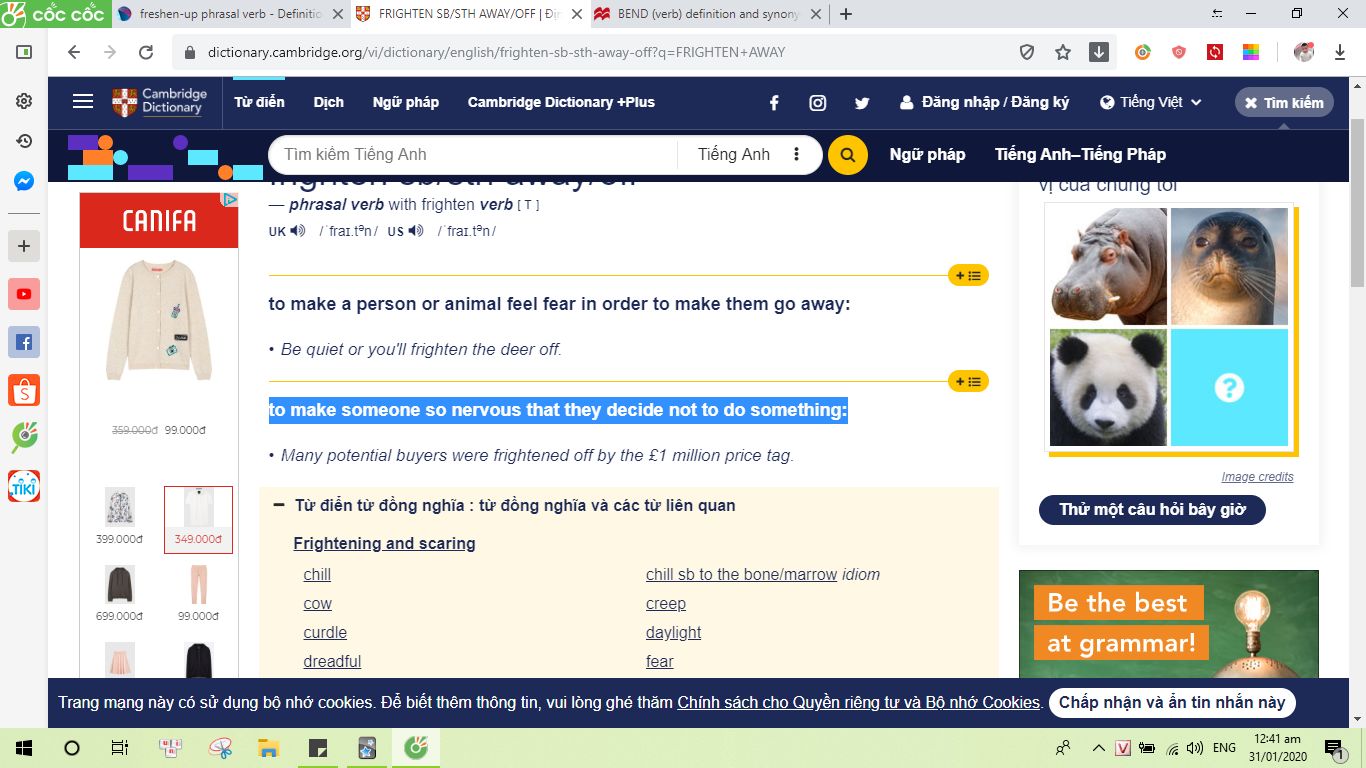 cốc cốc
freshen-up phrasal verb - Definitio
FRIGHTEN SB/STH AWAY/OFF | Đị
BEND (verb) definition and synony
dictionary.cambridge.org/vi/dictionary/english/frighten-sb-sth-away-off?q=FRIGHTEN+AWAY
Cambridge
Dictionary
Từ điển
Dịch
Ngữ pháp
Cambridge Dictionary +Plus
Đăng nhập / Đăng ký
Tiếng Việt
Tìm kiếm
Tìm kiếm Tiếng Anh
Tiếng Anh
Ngữ pháp
Tiếng Anh–Tiếng Pháp
frighten sb/sth away/off
— phrasal verb with frighten verb [ T ]
UK /ˈfraɪ.tᵊn/ US /ˈfraɪ.tᵊn/
to make a person or animal feel fear in order to make them go away:
• Be quiet or you'll frighten the deer off.
to make someone so nervous that they decide not to do something:
• Many potential buyers were frightened off by the £1 million price tag.
Từ điển từ đồng nghĩa : từ đồng nghĩa và các từ liên quan
Frightening and scaring
chill
chill sb to the bone/marrow idiom
cow
creep
curdle
daylight
dreadful
fear
CANIFA
359.000đ 99.000đ
399.000đ
349.000đ
699.000đ
99.000đ
vị của chúng tôi
?
Image credits
Thử một câu hỏi bây giờ
Be the best
at grammar!
TIKI
Trang mạng này có sử dụng bộ nhớ cookies. Để biết thêm thông tin, vui lòng ghé thăm Chính sách cho Quyền riêng tư và Bộ nhớ Cookies.
Chấp nhận và ẩn tin nhắn này
V
ENG
12:41 am
31/01/2020
1